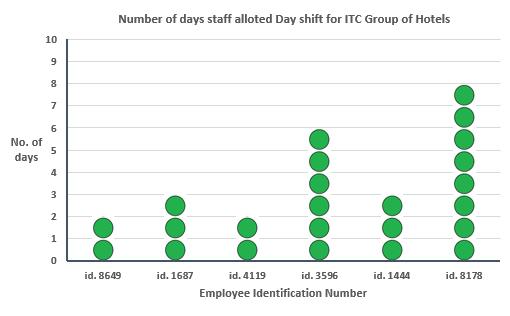 Number of days staff alloted Day shift for ITC Group of Hotels
10
9
8
7
6
5
4
3
2
1
0
No. of
days
id. 8649 id. 1687 id. 4119 id. 3596 id. 1444 id. 8178
Employee Identification Number